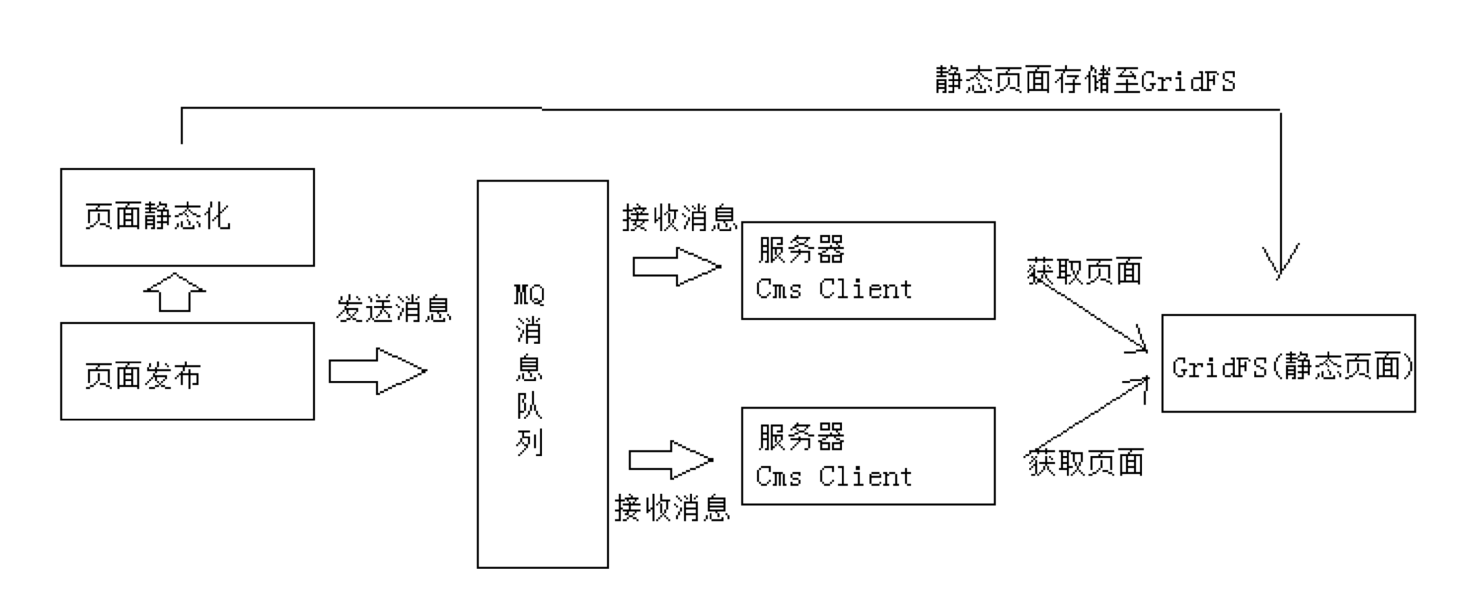 静态页面存储至GridFS
页面静态化
页面发布
发送消息
MQ
消
息
队
列
接收消息
服务器
Cms Client
接收消息
服务器
Cms Client
获取页面
获取页面
GridFS(静态页面)